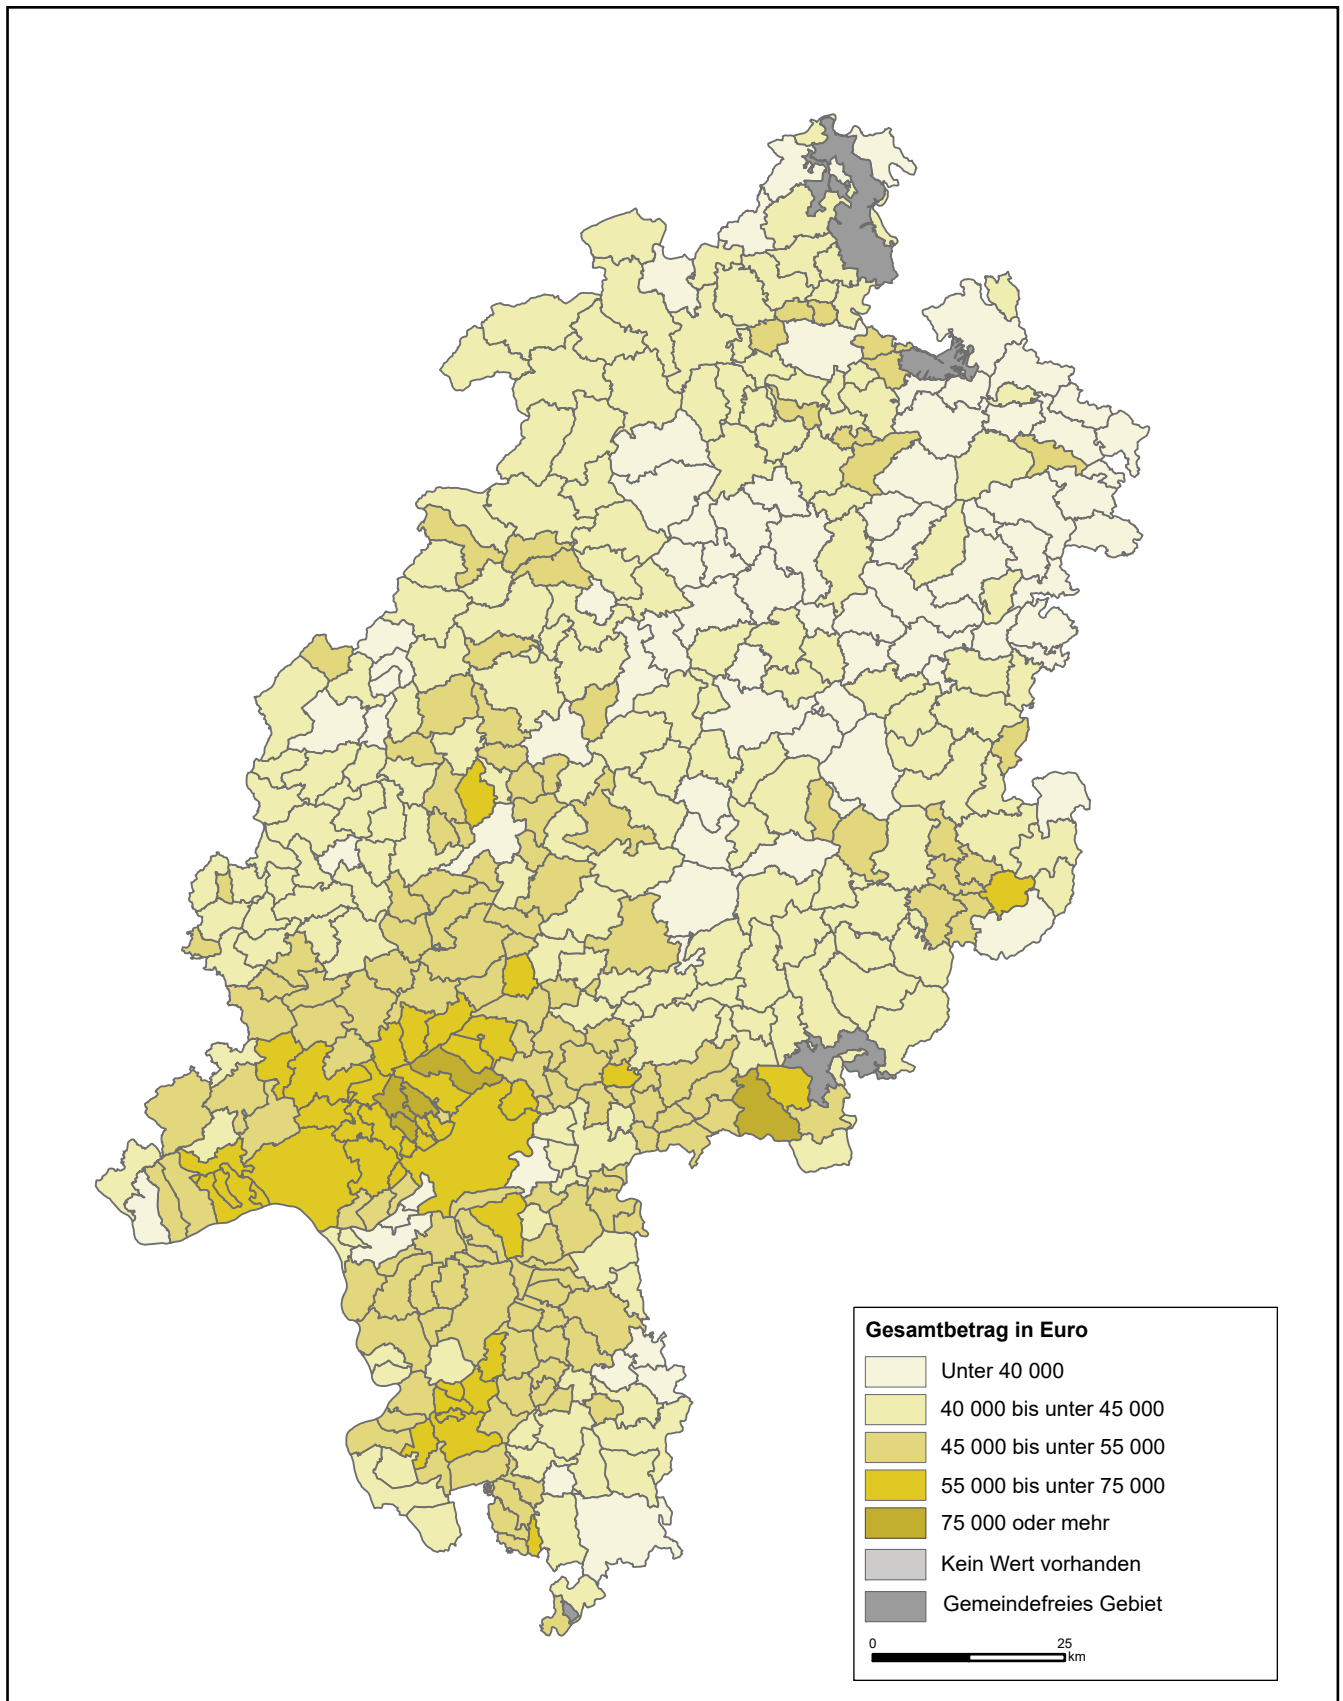 Gesamtbetrag in Euro
Unter 40 000
40 000 bis unter 45 000
45 000 bis unter 55 000
55 000 bis unter 75 000
75 000 oder mehr
Kein Wert vorhanden
Gemeindefreies Gebiet
0 25
km